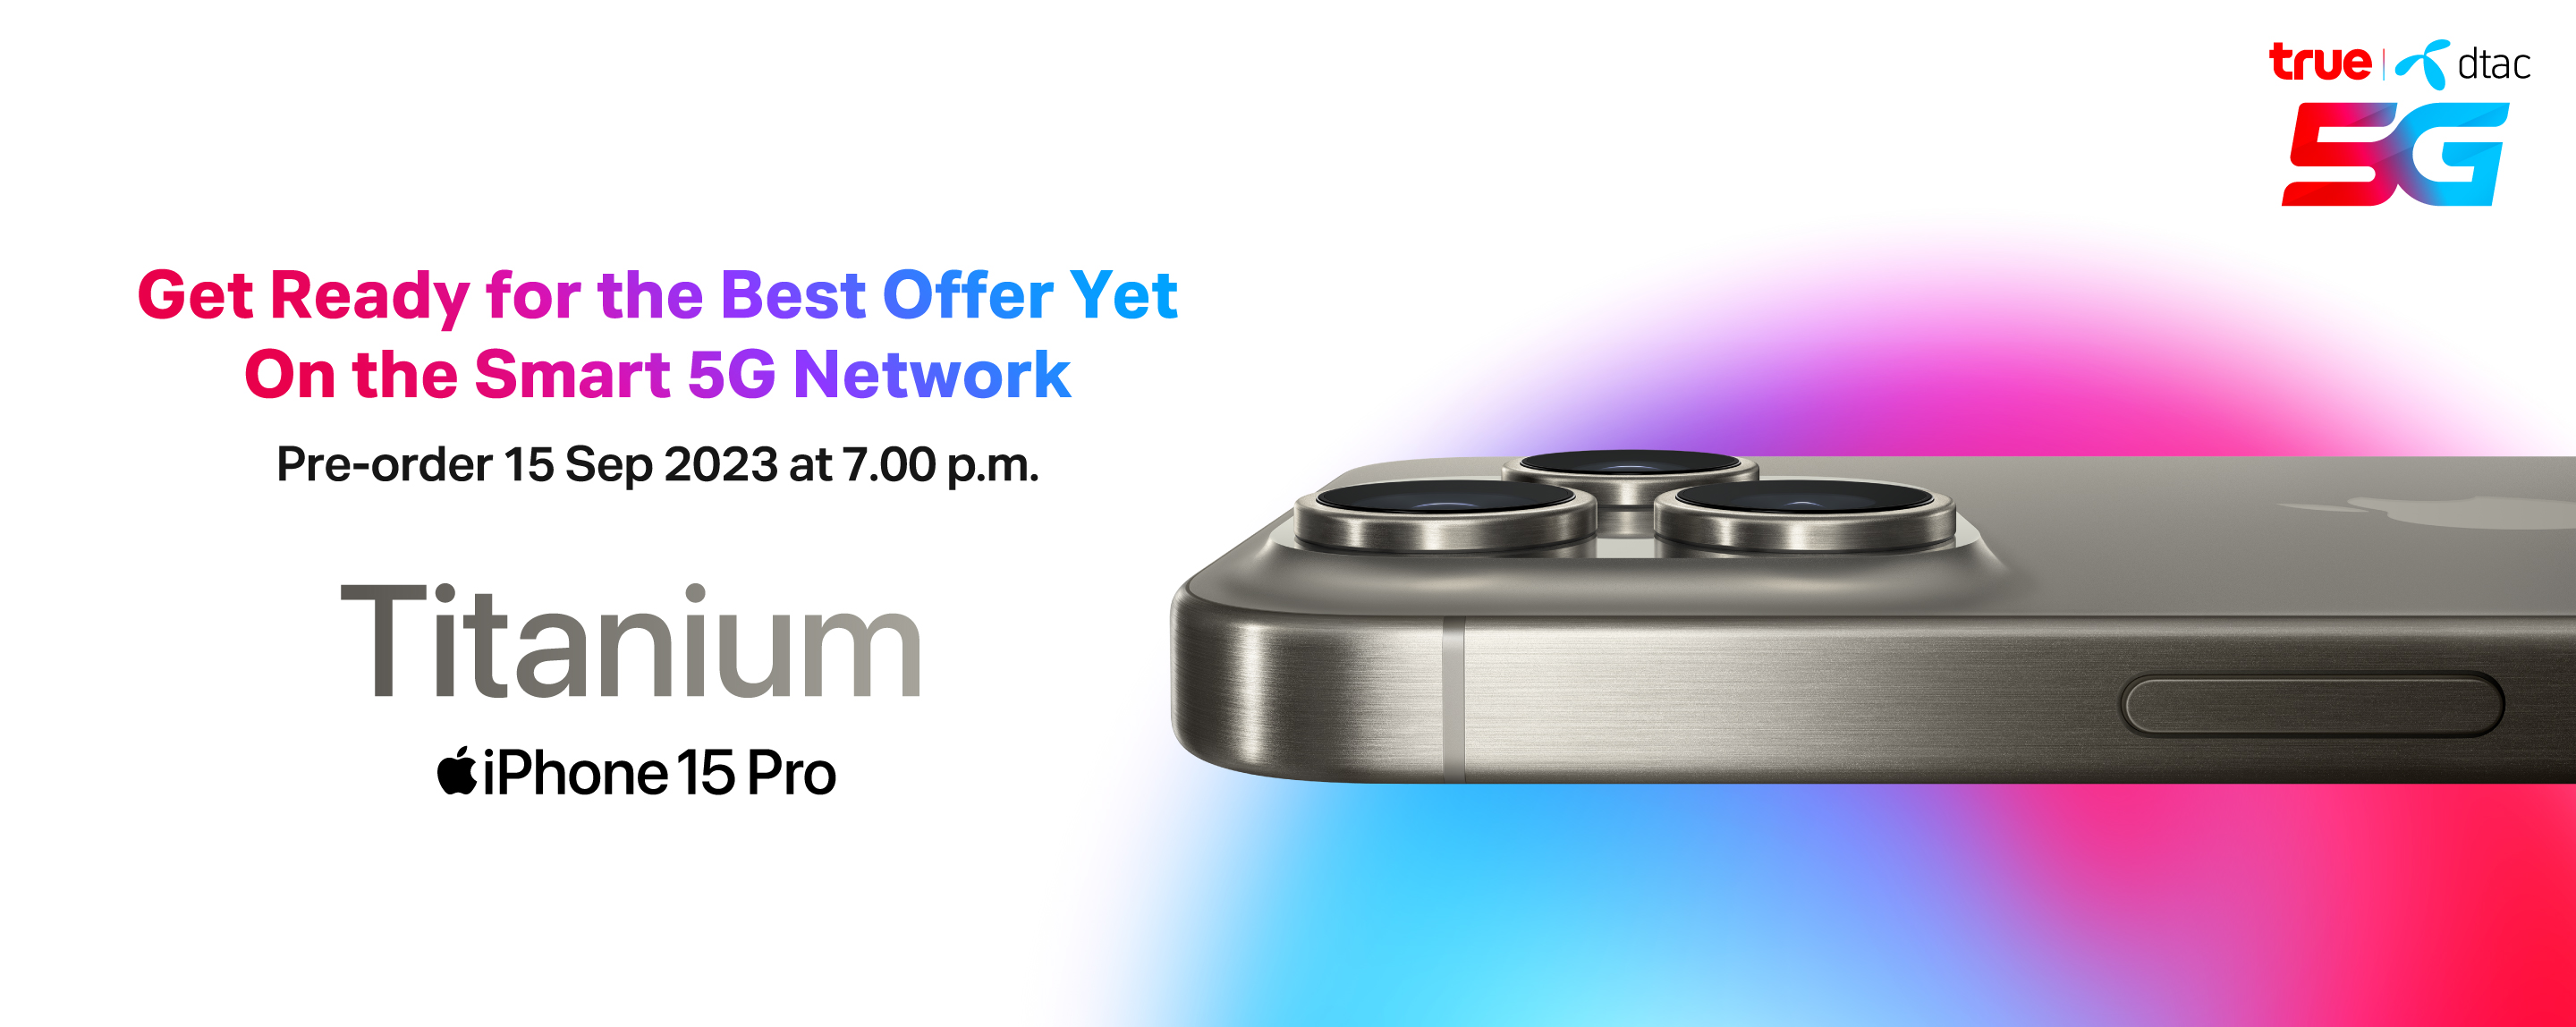 true | dtac
5G
Get Ready for the Best Offer Yet
On the Smart 5G Network
Pre-order 15 Sep 2023 at 7.00 p.m.
Titanium
iPhone 15 Pro